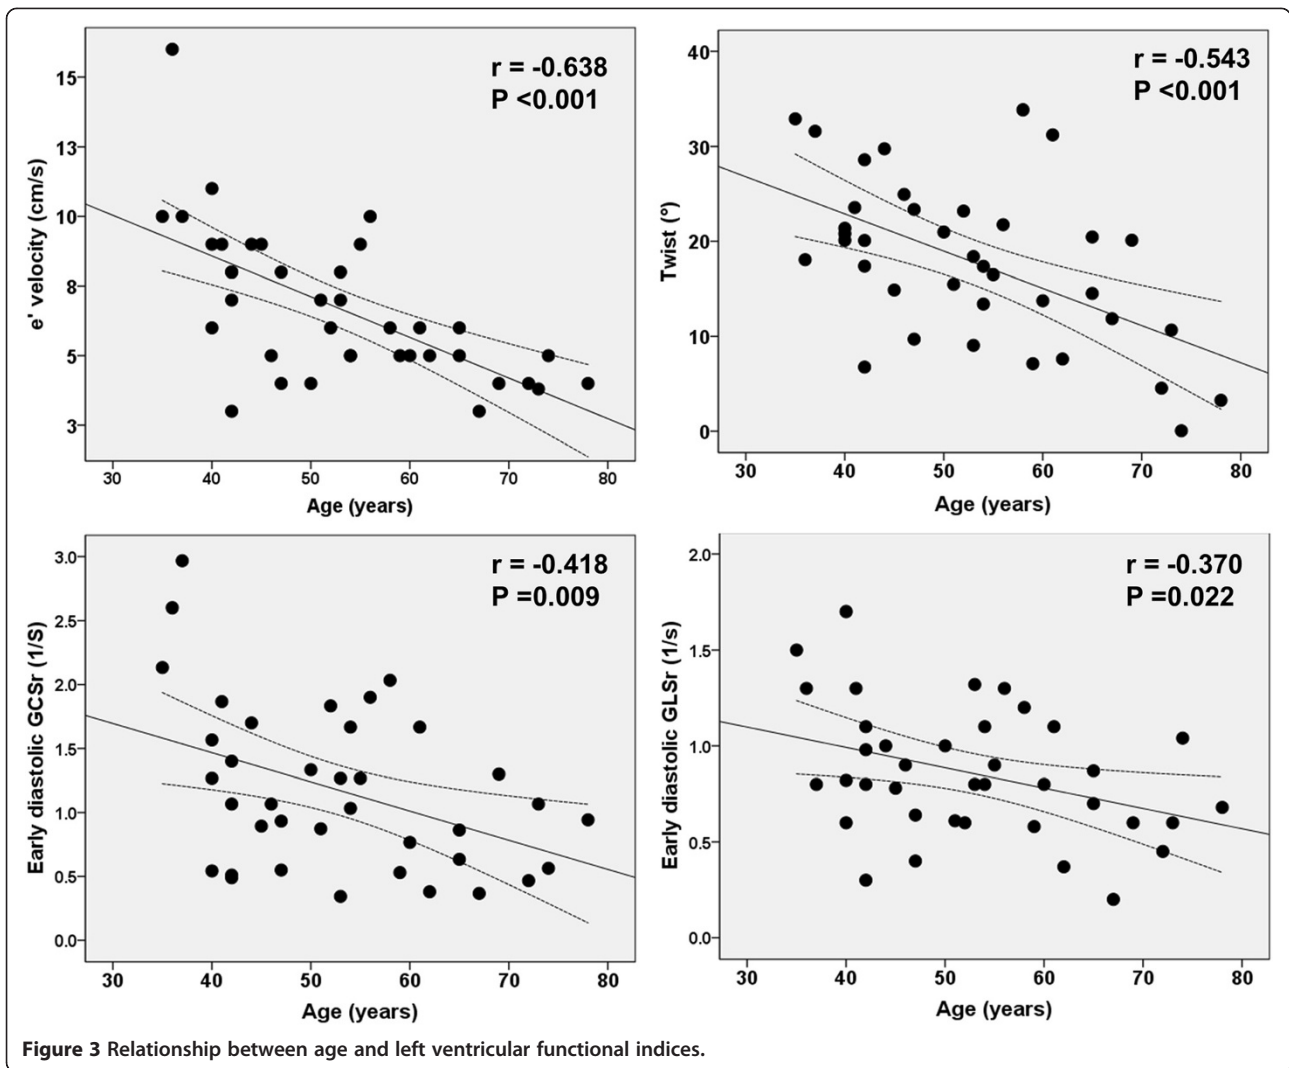 r = -0.638
P <0.001
15
13
10
8
5
3
e' velocity (cm/s)
30 40 50 60 70 80
Age (years)
r = -0.543
P <0.001
40
30
20
10
0
Twist (°)
30 40 50 60 70 80
Age (years)
r = -0.418
P =0.009
3.0
2.5
2.0
1.5
1.0
0.5
0.0
Early diastolic GCSr (1/S)
30 40 50 60 70 80
Age (years)
r = -0.370
P =0.022
2.0
1.5
1.0
0.5
0.0
Early diastolic GLSr (1/s)
30 40 50 60 70 80
Age (years)
Figure 3 Relationship between age and left ventricular functional indices.